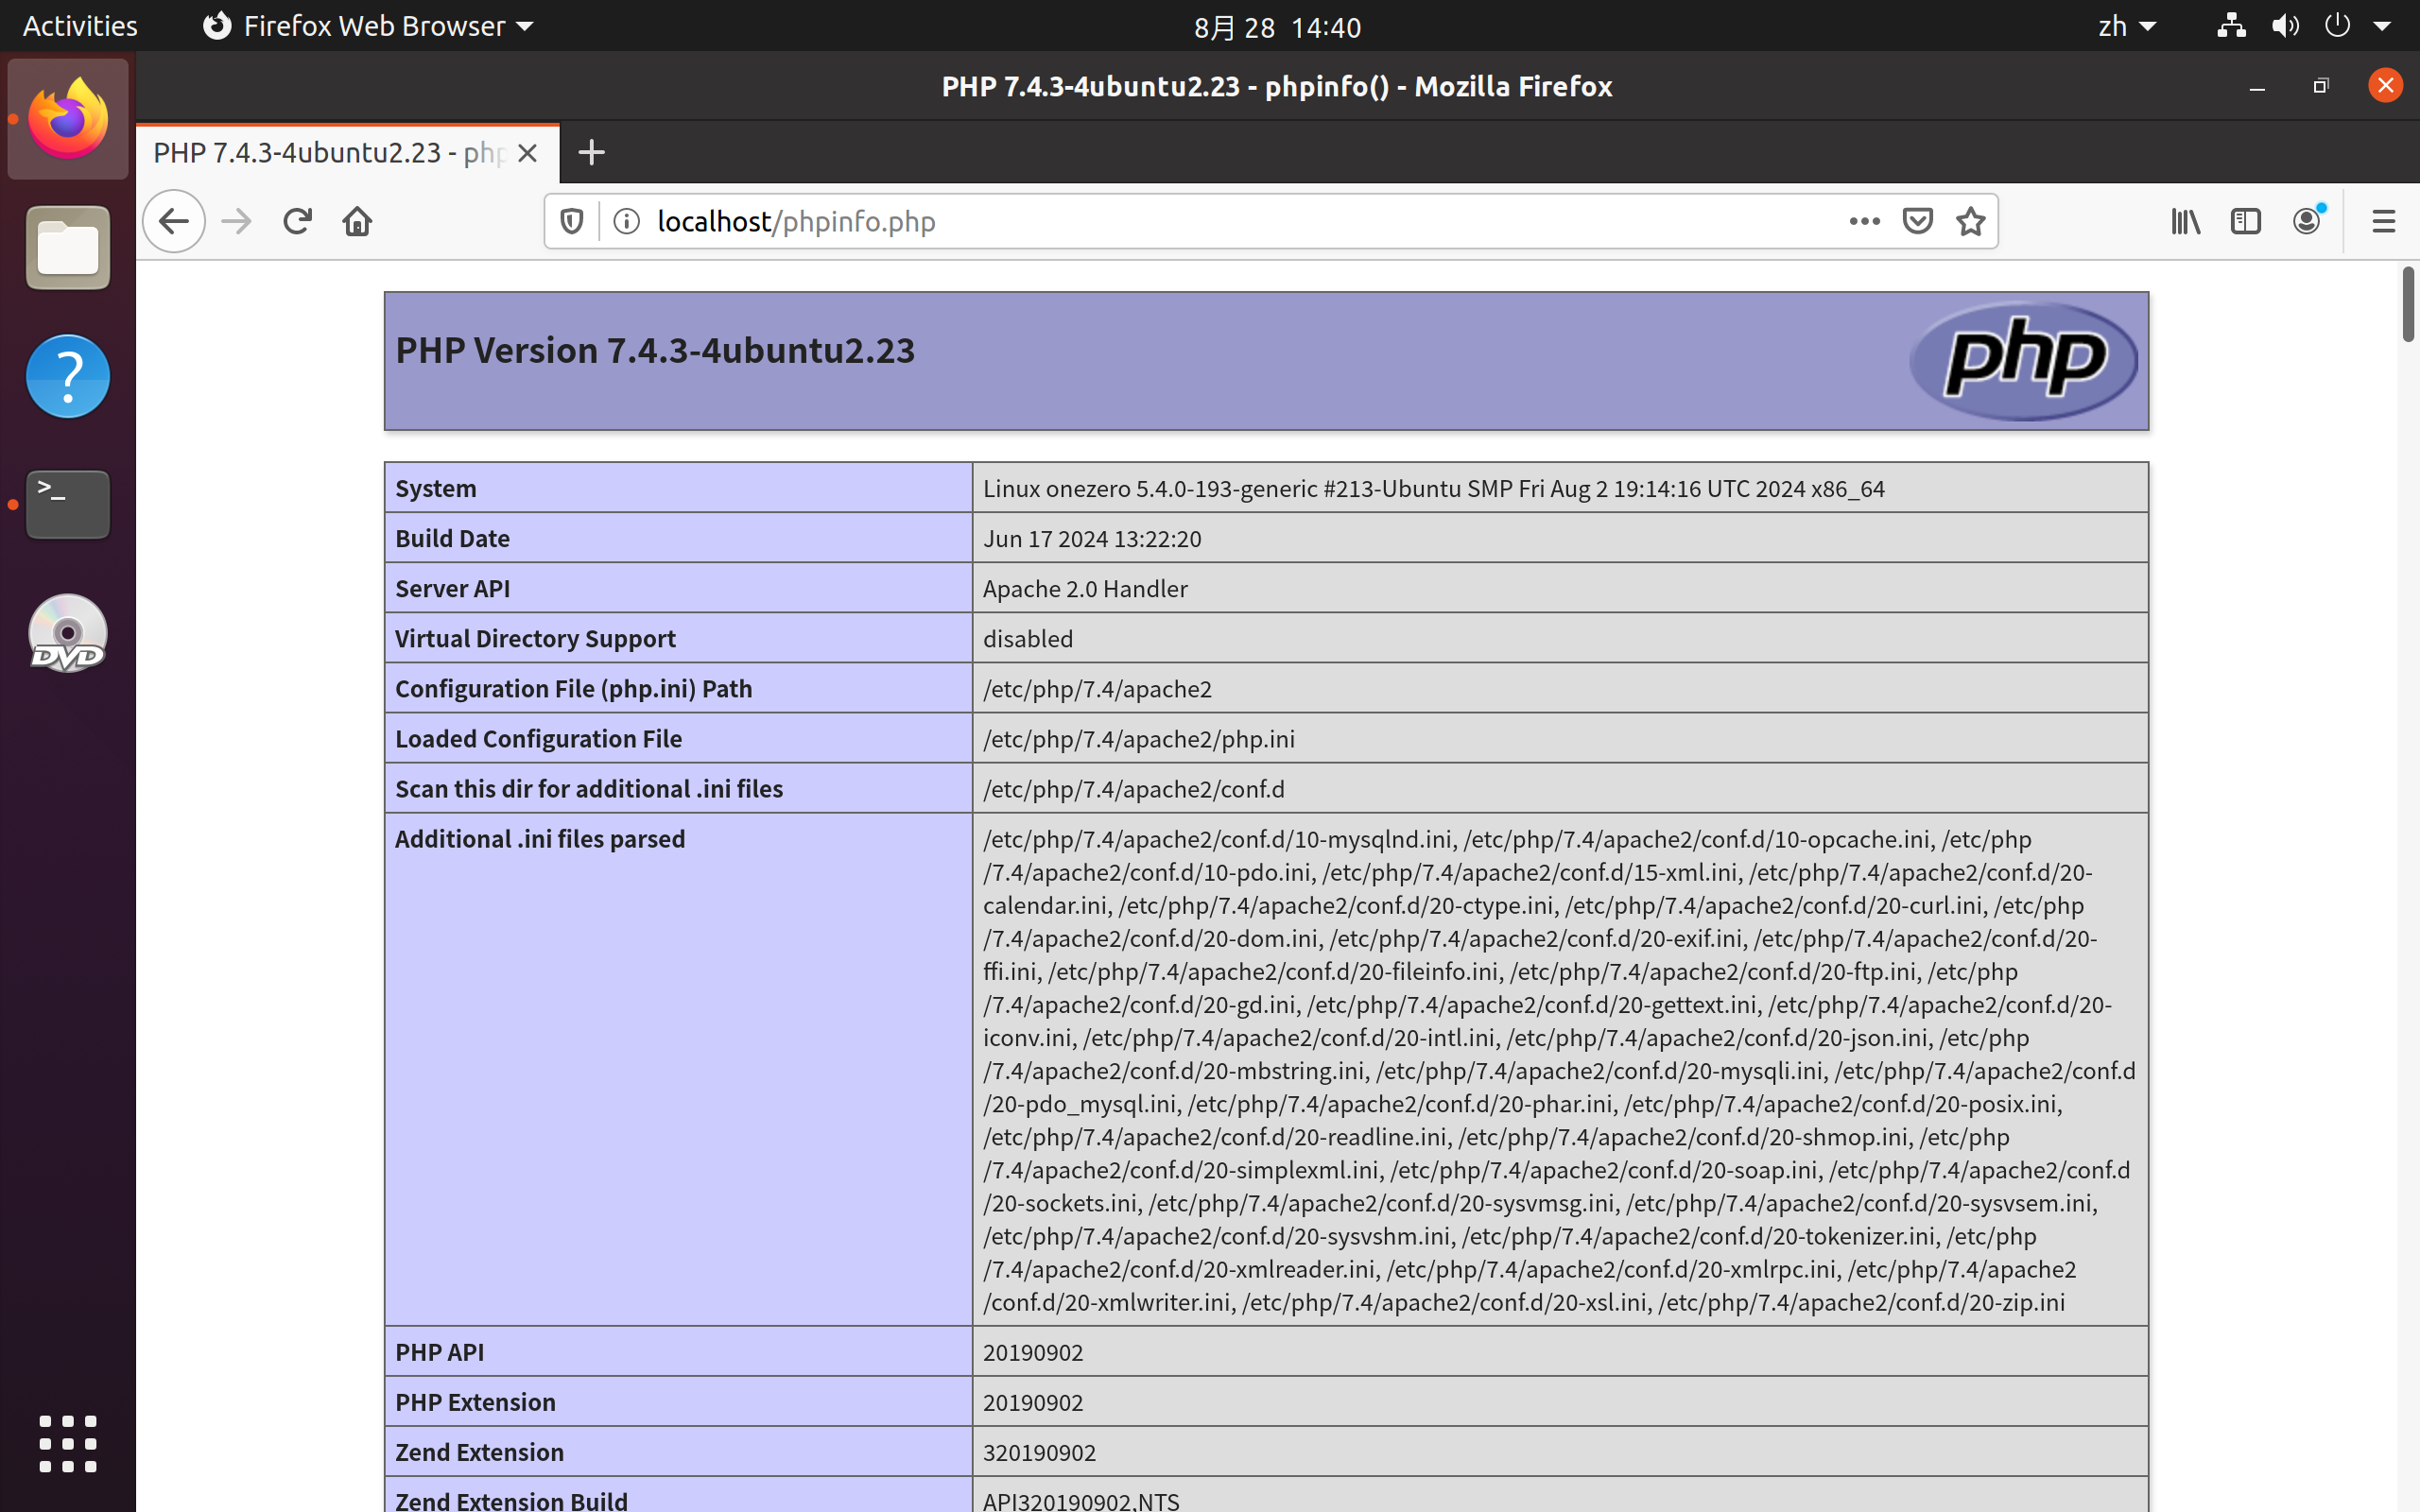 Activities
Firefox Web Browser
8月 28 14:40
zh
PHP 7.4.3-4ubuntu2.23 - phpinfo() - Mozilla Firefox
PHP 7.4.3-4ubuntu2.23 - php
localhost/phpinfo.php
PHP Version 7.4.3-4ubuntu2.23
php
System
Linux onezero 5.4.0-193-generic #213-Ubuntu SMP Fri Aug 2 19:14:16 UTC 2024 x86_64
Build Date
Jun 17 2024 13:22:20
Server API
Apache 2.0 Handler
Virtual Directory Support
disabled
Configuration File (php.ini) Path
/etc/php/7.4/apache2
Loaded Configuration File
/etc/php/7.4/apache2/php.ini
Scan this dir for additional .ini files
/etc/php/7.4/apache2/conf.d
Additional .ini files parsed
/etc/php/7.4/apache2/conf.d/10-mysqlnd.ini, /etc/php/7.4/apache2/conf.d/10-opcache.ini, /etc/php
/7.4/apache2/conf.d/10-pdo.ini, /etc/php/7.4/apache2/conf.d/15-xml.ini, /etc/php/7.4/apache2/conf.d/20-
calendar.ini, /etc/php/7.4/apache2/conf.d/20-ctype.ini, /etc/php/7.4/apache2/conf.d/20-curl.ini, /etc/php
/7.4/apache2/conf.d/20-dom.ini, /etc/php/7.4/apache2/conf.d/20-exif.ini, /etc/php/7.4/apache2/conf.d/20-
ffi.ini, /etc/php/7.4/apache2/conf.d/20-fileinfo.ini, /etc/php/7.4/apache2/conf.d/20-ftp.ini, /etc/php
/7.4/apache2/conf.d/20-gd.ini, /etc/php/7.4/apache2/conf.d/20-gettext.ini, /etc/php/7.4/apache2/conf.d/20-
iconv.ini, /etc/php/7.4/apache2/conf.d/20-intl.ini, /etc/php/7.4/apache2/conf.d/20-json.ini, /etc/php
/7.4/apache2/conf.d/20-mbstring.ini, /etc/php/7.4/apache2/conf.d/20-mysqli.ini, /etc/php/7.4/apache2/conf.d
/20-pdo_mysql.ini, /etc/php/7.4/apache2/conf.d/20-phar.ini, /etc/php/7.4/apache2/conf.d/20-posix.ini,
/etc/php/7.4/apache2/conf.d/20-readline.ini, /etc/php/7.4/apache2/conf.d/20-shmop.ini, /etc/php
/7.4/apache2/conf.d/20-simplexml.ini, /etc/php/7.4/apache2/conf.d/20-soap.ini, /etc/php/7.4/apache2/conf.d
/20-sockets.ini, /etc/php/7.4/apache2/conf.d/20-sysvmsg.ini, /etc/php/7.4/apache2/conf.d/20-sysvsem.ini,
/etc/php/7.4/apache2/conf.d/20-sysvshm.ini, /etc/php/7.4/apache2/conf.d/20-tokenizer.ini, /etc/php
/7.4/apache2/conf.d/20-xmlreader.ini, /etc/php/7.4/apache2/conf.d/20-xmlrpc.ini, /etc/php/7.4/apache2
/conf.d/20-xmlwriter.ini, /etc/php/7.4/apache2/conf.d/20-xsl.ini, /etc/php/7.4/apache2/conf.d/20-zip.ini
PHP API
20190902
PHP Extension
20190902
Zend Extension
320190902
Zend Extension Build
API320190902,NTS
DVD